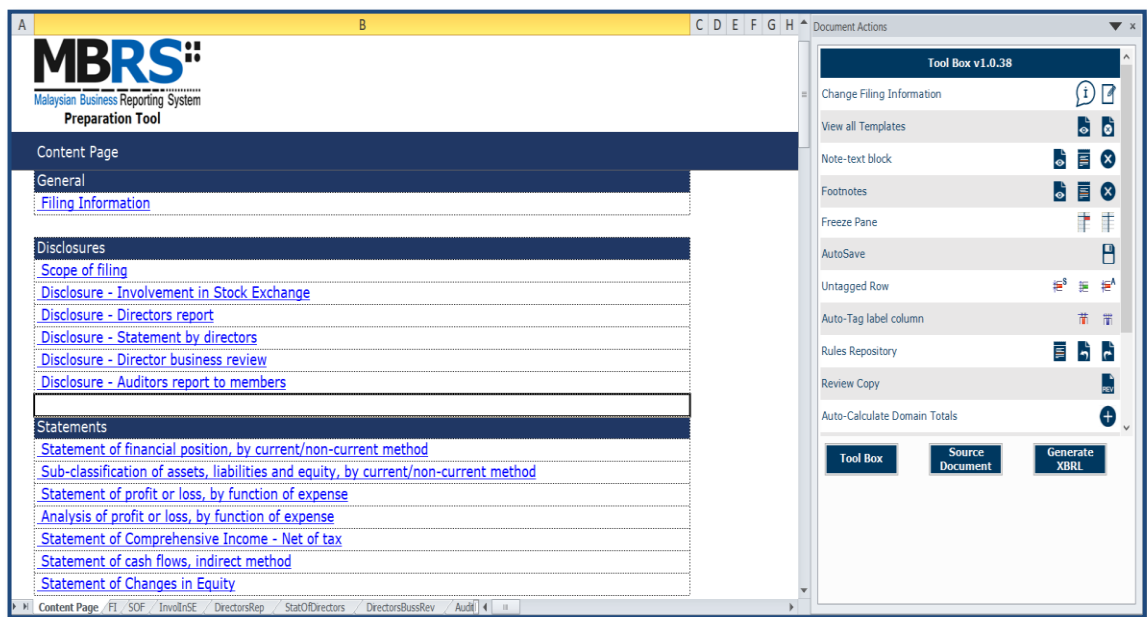 A B C D E F G H
MBRS
Malaysian Business Reporting System
Preparation Tool
Content Page
General
Filing Information
Disclosures
Scope of filing
Disclosure - Involvement in Stock Exchange
Disclosure - Directors report
Disclosure - Statement by directors
Disclosure - Director business review
Disclosure - Auditors report to members
Statements
Statement of financial position, by current/non-current method
Sub-classification of assets, liabilities and equity, by current/non-current method
Statement of profit or loss, by function of expense
Analysis of profit or loss, by function of expense
Statement of Comprehensive Income - Net of tax
Statement of cash flows, indirect method
Statement of Changes in Equity
Content Page FI SOF InvolInSE DirectorsRep StatOfDirectors DirectorsBussRev Audit
Document Actions x
Tool Box v1.0.38
Change Filing Information
View all Templates
Note-text block
Footnotes
Freeze Pane
AutoSave
Untagged Row S A
Auto-Tag label column
Rules Repository
Review Copy REV
Auto-Calculate Domain Totals
Tool Box
Source
Document
Generate
XBRL